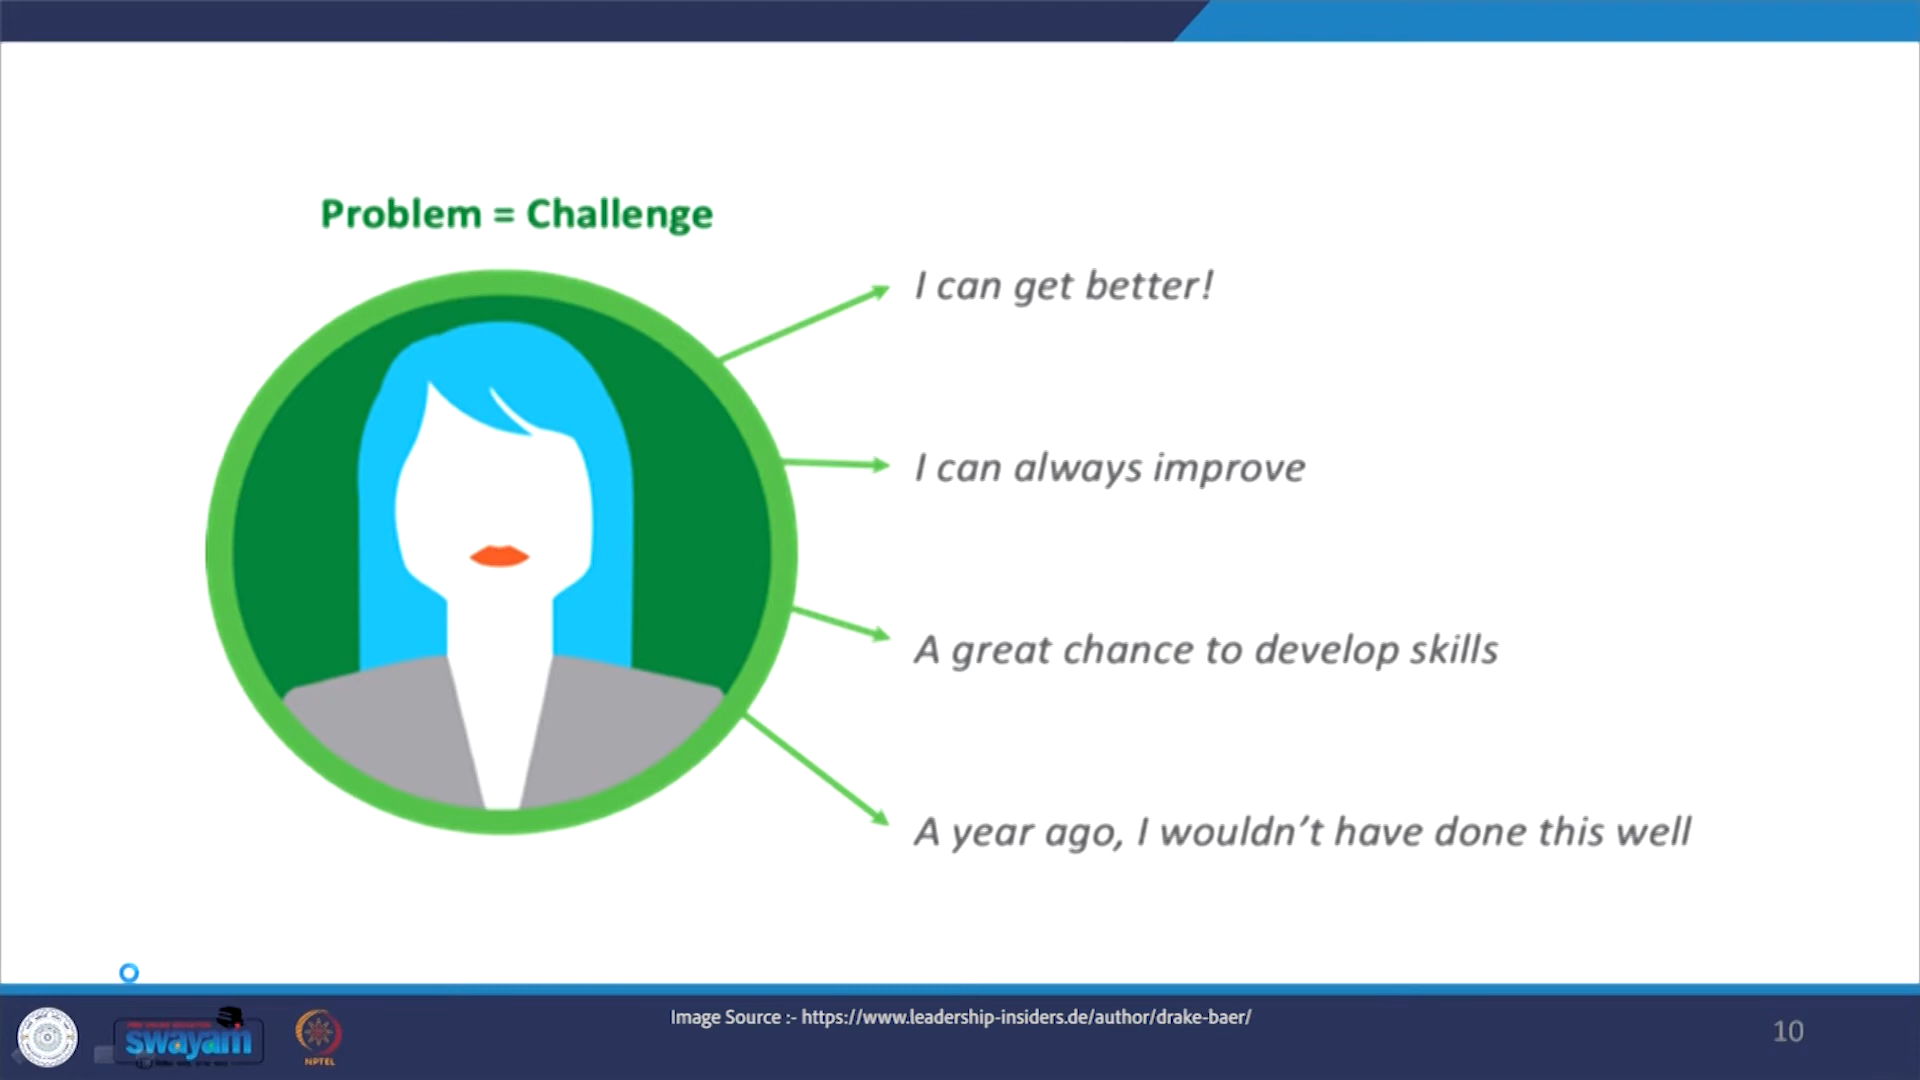 Problem = Challenge
I can get better!
I can always improve
A great chance to develop skills
A year ago, I wouldn’t have done this well
Image Source :- https://www.leadership-insiders.de/author/drake-baer/
swayam
NPTEL
10